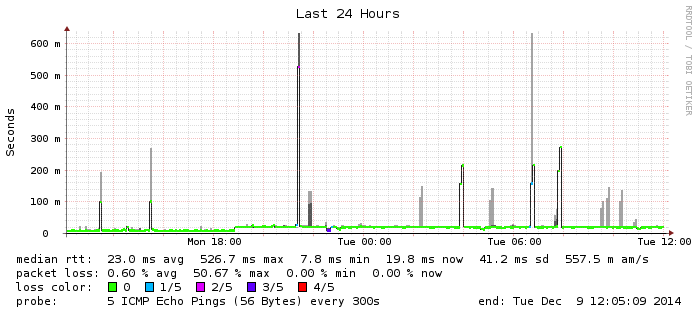 Last 24 Hours
RRDTOOL / TOBI OETIKER
Seconds
600 m
500 m
400 m
300 m
200 m
100 m
0
Mon 18:00 Tue 00:00 Tue 06:00 Tue 12:00
median rtt: 23.0 ms avg 526.7 ms max 7.8 ms min 19.8 ms now 41.2 ms sd 557.5 m am/s
packet loss: 0.60 % avg 50.67 % max 0.00 % min 0.00 % now
loss color: 0 1/5 2/5 3/5 4/5
probe: 5 ICMP Echo Pings (56 Bytes) every 300s end: Tue Dec 9 12:05:09 2014